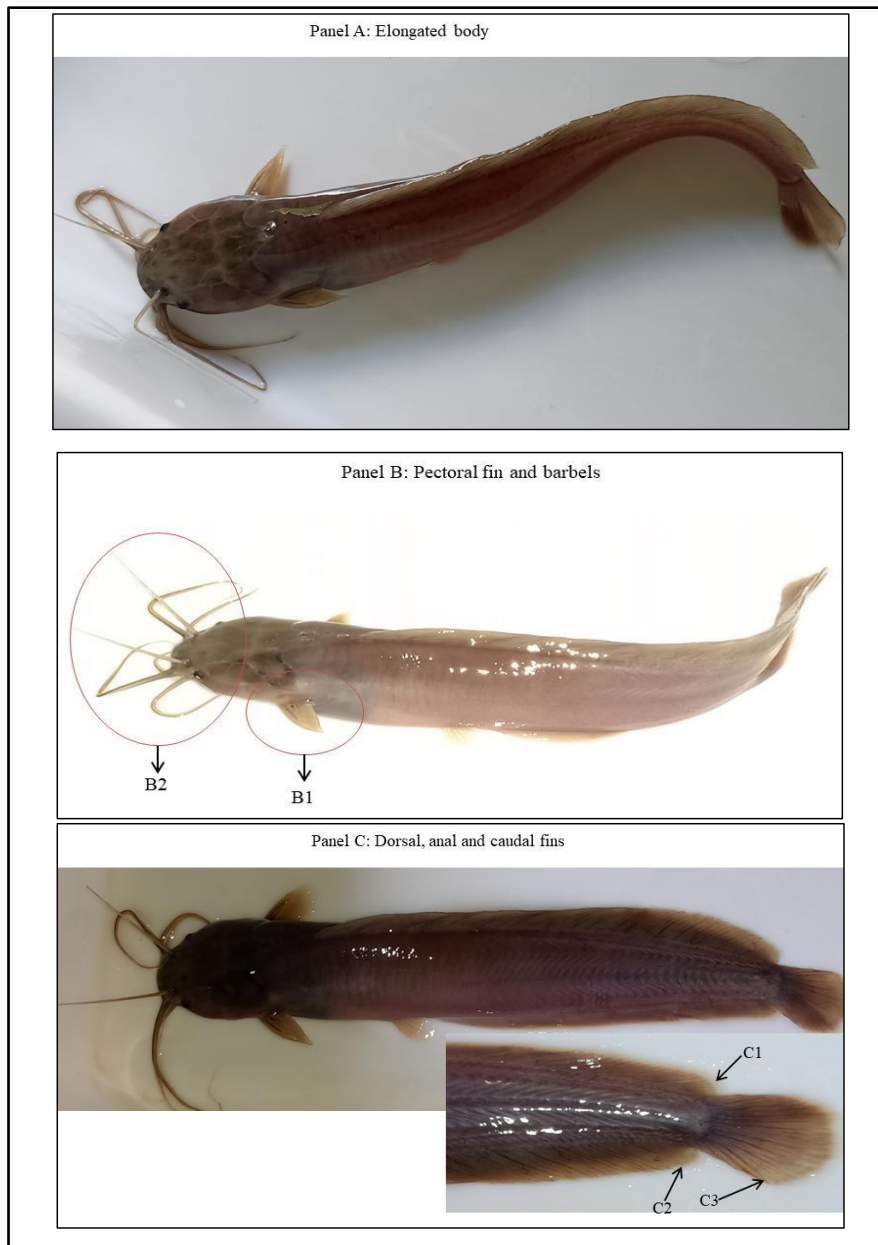 Panel A: Elongated body
Panel B: Pectoral fin and barbels
B2
B1
Panel C: Dorsal, anal and caudal fins
C1
C2
C3